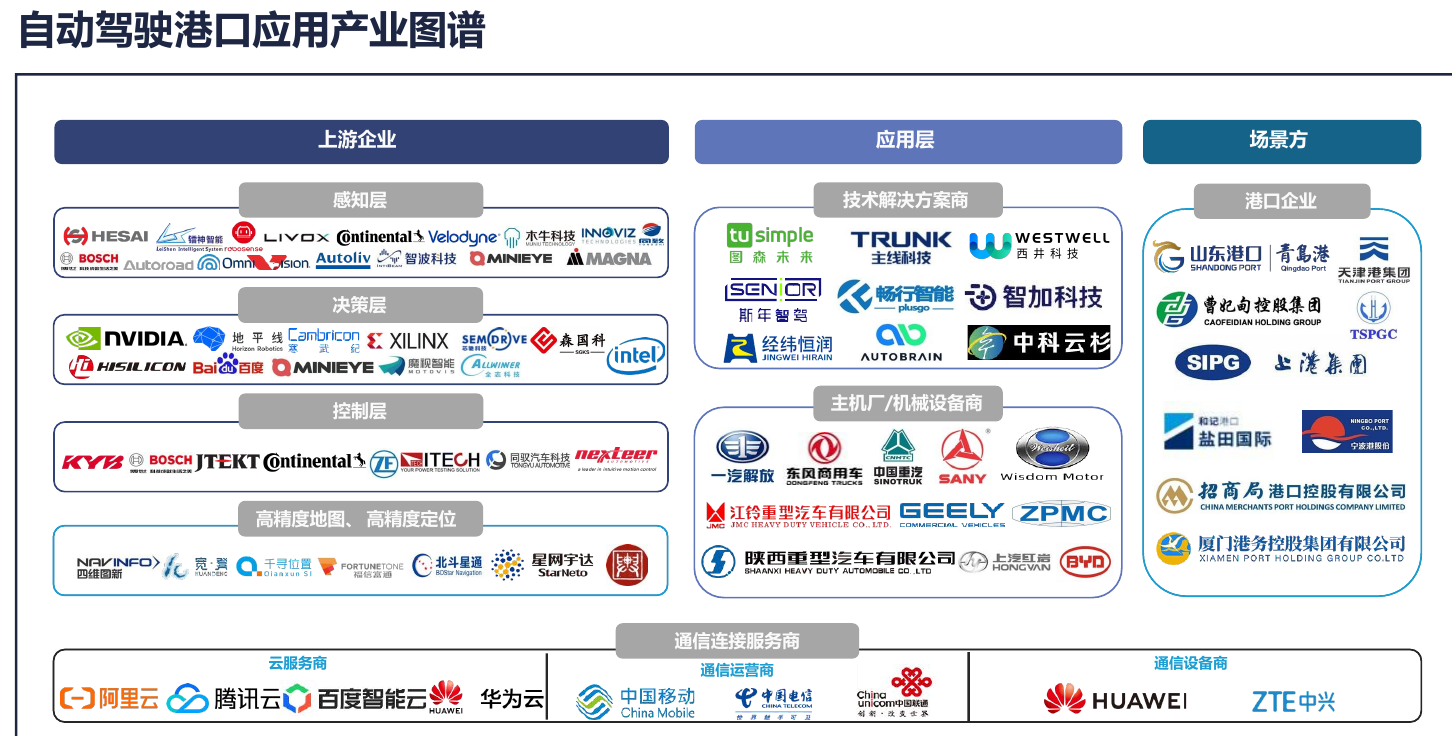 自动驾驶港口应用产业图谱
上游企业
应用层
场景方
感知层
HESAI
镭神智能
LeiShen Intelligent System
robosense
LIVOX
Continental
Velodyne
木牛科技
MUNIU TECHNOLOGY
INNOVIZ
TECHNOLOGIES
BOSCH
Autoroad
OmniVision
Autoliv
智波科技
MINIEYE
MAGNA
决策层
NVIDIA
地平线
Horizon Robotics
Cambricon
寒武纪
XILINX
SEMIDRIVE
芯驰科技
森国科
SGKS
intel
HISILICON
Bai du 百度
MINIEYE
魔视智能
MOTOVIS
ALLWINER
全志科技
控制层
KYB
BOSCH
JTEKT
Continental
ZF
ITECH
YOUR POWER TESTING SOLUTION
同驭汽车科技
TONGYU AUTOMOTIVE
nexteer
AUTOMOTIVE
a leader in intuitive motion control
高精度地图、 高精度定位
NAVINFO
四维图新
宽凳
KUANDENG
千寻位置
Qianxun SI
FORTUNETONE
福信富通
北斗星通
BDStar Navigation
星网宇达
StarNeto
技术解决方案商
tu simple
图森未来
TRUNK
主线科技
WESTWELL
西井科技
SENIOR
斯年智驾
畅行智能
plusgo
智加科技
经纬恒润
JINGWEI HIRAIN
AUTOBRAIN
中科云杉
主机厂/机械设备商
一汽解放
东风商用车
DONGFENG TRUCKS
CNHTC
中国重汽
SINOTRUK
SANY
®
Wisdom Motor
JMC
江铃重型汽车有限公司
JMC HEAVY DUTY VEHICLE CO., LTD.
GEELY
COMMERCIAL VEHICLES
ZPMC
陕西重型汽车有限公司
SHAANXI HEAVY DUTY AUTOMOBILE CO.,LTD
上汽红岩
HONGYAN
BYD
港口企业
山东港口
SHANDONG PORT
青岛港
Qingdao Port
天津港集团
TIANJIN PORT GROUP
曹妃甸控股集团
CAOFEIDIAN HOLDING GROUP
TSPGC
SIPG
上港集团
和记港口
盐田国际
NINGBO PORT
CO.,LTD.
宁波港股份
招商局港口控股有限公司
CHINA MERCHANTS PORT HOLDINGS COMPANY LIMITED
厦门港务控股集团有限公司
XIAMEN PORT HOLDING GROUP CO.LTD
通信连接服务商
云服务商
阿里云
腾讯云
百度智能云
HUAWEI
华为云
通信运营商
中国移动
China Mobile
中国电信
CHINA TELECOM
世界触手可及
China
unicom中国联通
创新·改变世界
通信设备商
HUAWEI
ZTE中兴